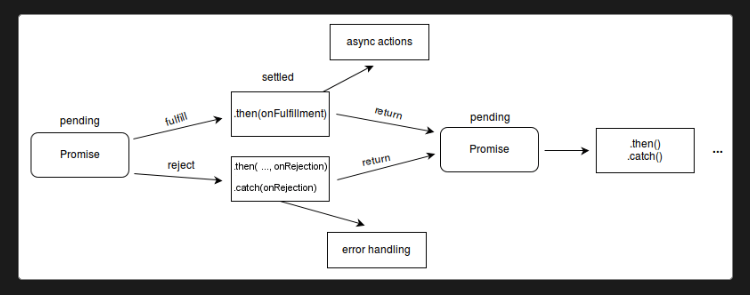 async actions
settled
pending
fulfill
.then(onFulfillment)
return
pending
Promise
reject
.then( ..., onRejection)
.catch(onRejection)
return
Promise
.then()
.catch()
...
error handling